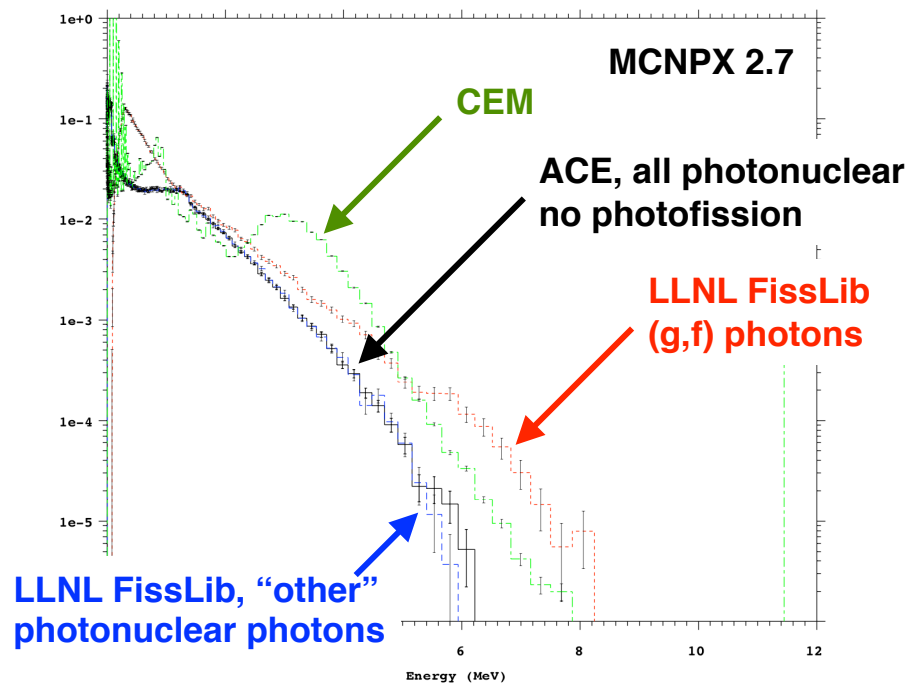 1e+0
MCNPX 2.7
CEM
1e-1
ACE, all photonuclear
no photofission
1e-2
LLNL FissLib
(g,f) photons
1e-3
1e-4
1e-5
LLNL FissLib, “other”
photonuclear photons
6 8 10 12
Energy (MeV)